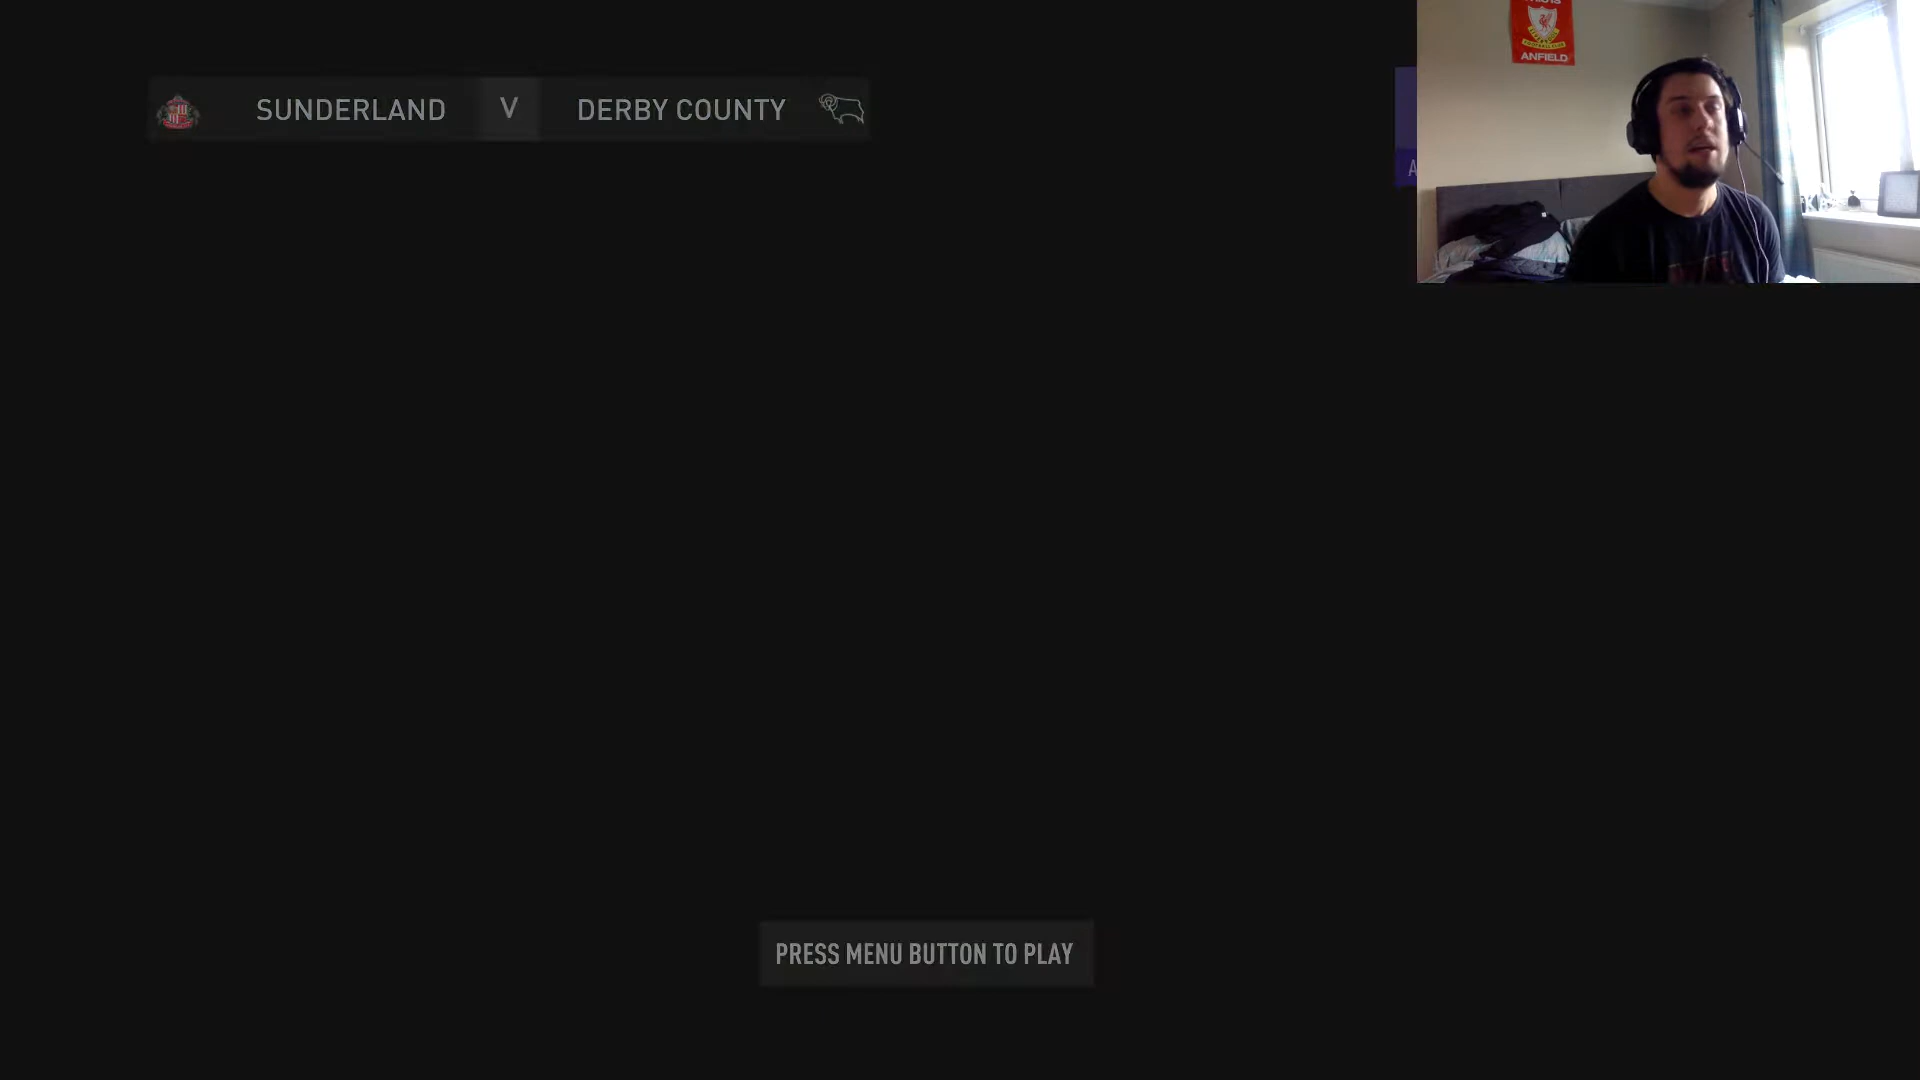 SUNDERLAND V DERBY COUNTY
A
ANFIELD
PRESS MENU BUTTON TO PLAY